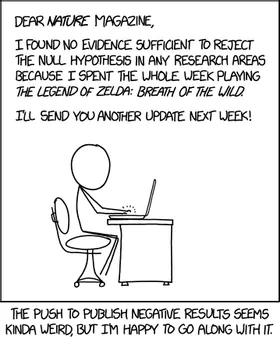 DEAR NATURE MAGAZINE,
I FOUND NO EVIDENCE SUFFICIENT TO REJECT
THE NULL HYPOTHESIS IN ANY RESEARCH AREAS
BECAUSE I SPENT THE WHOLE WEEK PLAYING
THE LEGEND OF ZELDA: BREATH OF THE WILD.
I'LL SEND YOU ANOTHER UPDATE NEXT WEEK!
THE PUSH TO PUBLISH NEGATIVE RESULTS SEEMS
KINDA WEIRD, BUT I'M HAPPY TO GO ALONG WITH IT.